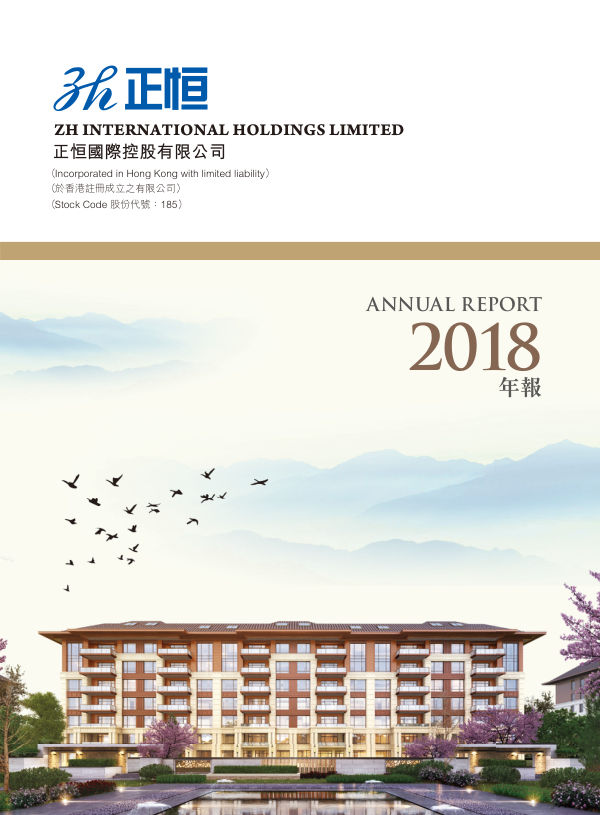 zh 正恒
ZH INTERNATIONAL HOLDINGS LIMITED
正恒國際控股有限公司
(Incorporated in Hong Kong with limited liability)
(於香港註冊成立之有限公司)
(Stock Code 股份代號：185)
ANNUAL REPORT
2018
年報